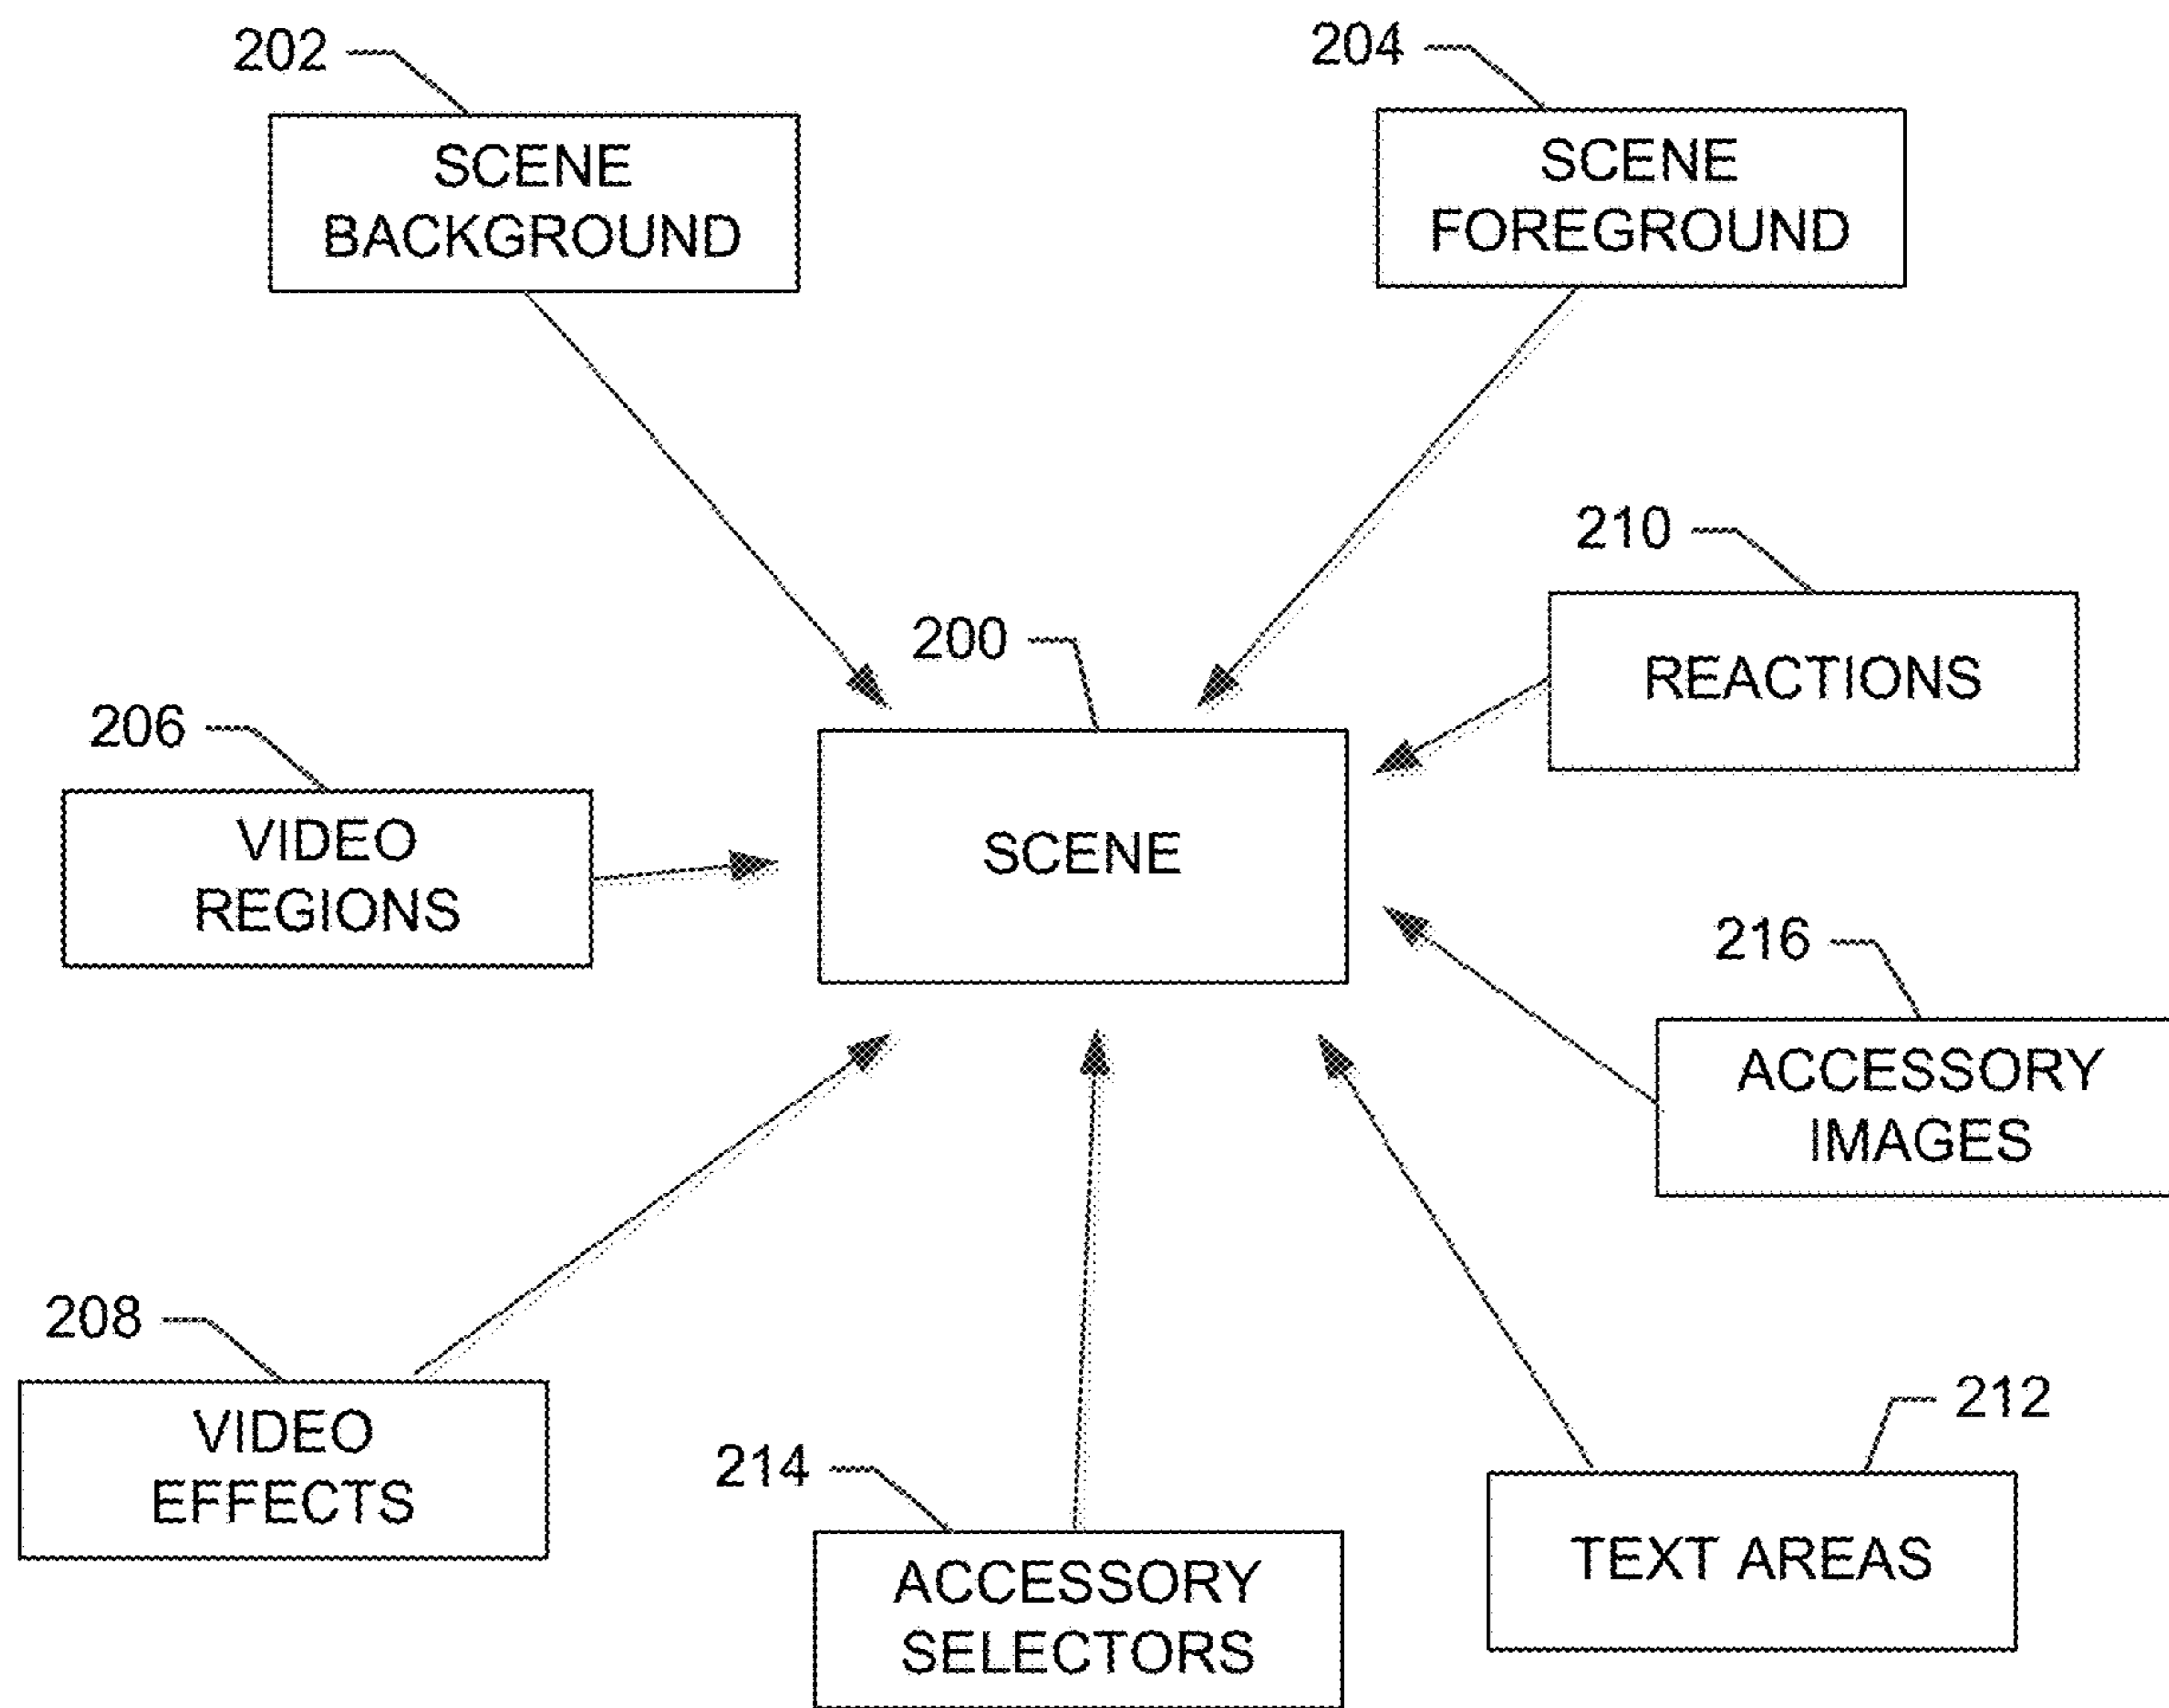 202
SCENE
BACKGROUND
204
SCENE
FOREGROUND
210
REACTIONS
200
SCENE
206
VIDEO
REGIONS
216
ACCESSORY
IMAGES
208
VIDEO
EFFECTS
214
ACCESSORY
SELECTORS
212
TEXT AREAS